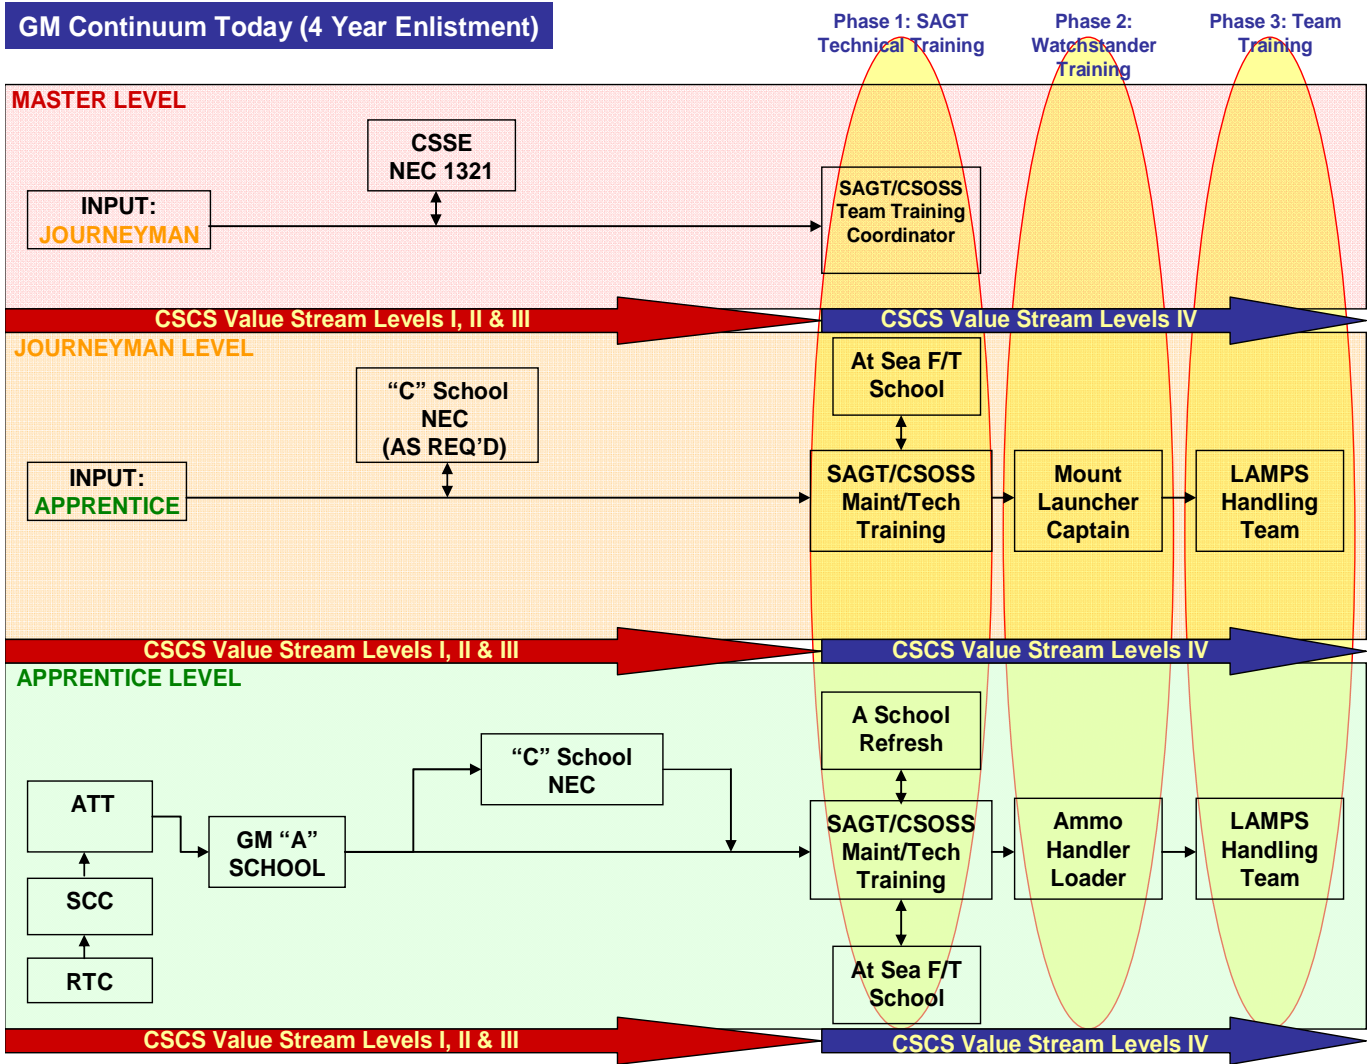 GM Continuum Today (4 Year Enlistment)
Phase 1: SAGT
Technical Training
Phase 2:
Watchstander
Training
Phase 3: Team
Training
MASTER LEVEL
CSSE
NEC 1321
INPUT:
JOURNEYMAN
SAGT/CSOSS
Team Training
Coordinator
CSCS Value Stream Levels I, II & III
CSCS Value Stream Levels IV
JOURNEYMAN LEVEL
At Sea F/T
School
“C” School
NEC
(AS REQ’D)
INPUT:
APPRENTICE
SAGT/CSOSS
Maint/Tech
Training
Mount
Launcher
Captain
LAMPS
Handling
Team
CSCS Value Stream Levels I, II & III
CSCS Value Stream Levels IV
APPRENTICE LEVEL
A School
Refresh
“C” School
NEC
ATT
GM “A”
SCHOOL
SAGT/CSOSS
Maint/Tech
Training
Ammo
Handler
Loader
LAMPS
Handling
Team
SCC
RTC
At Sea F/T
School
CSCS Value Stream Levels I, II & III
CSCS Value Stream Levels IV